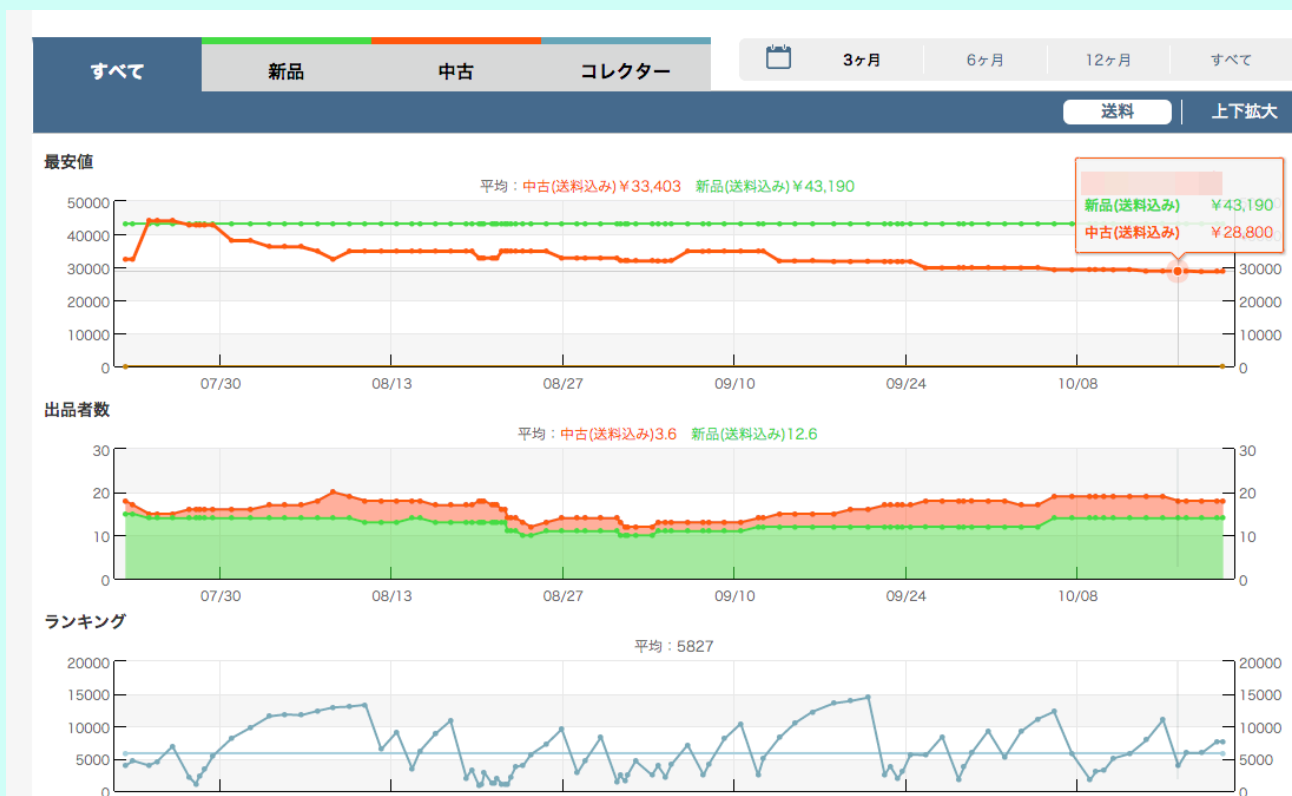 すべて 新品 中古 コレクター 3ヶ月 6ヶ月 12ヶ月 すべて
送料 上下拡大
最安値
平均：中古(送料込み)￥33,403 新品(送料込み)￥43,190
新品(送料込み) ￥43,190
中古(送料込み) ￥28,800
50000
40000
30000 30000
20000 20000
10000 10000
0 0
07/30 08/13 08/27 09/10 09/24 10/08
出品者数
平均：中古(送料込み)3.6 新品(送料込み)12.6
30 30
20 20
10 10
0 0
07/30 08/13 08/27 09/10 09/24 10/08
ランキング
平均：5827
20000 20000
15000 15000
10000 10000
5000 5000
0 0